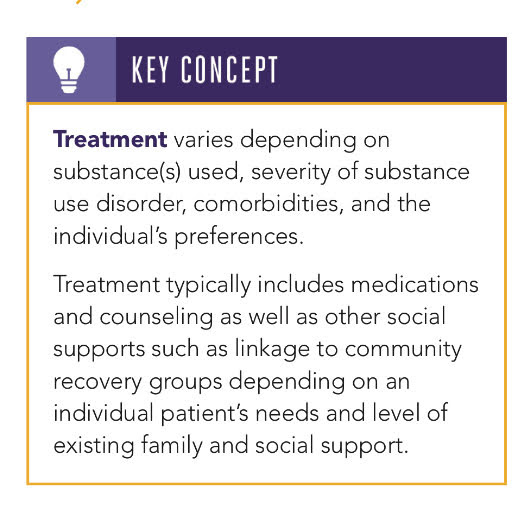 KEY CONCEPT
Treatment varies depending on
substance(s) used, severity of substance
use disorder, comorbidities, and the
individual’s preferences.
Treatment typically includes medications
and counseling as well as other social
supports such as linkage to community
recovery groups depending on an
individual patient’s needs and level of
existing family and social support.